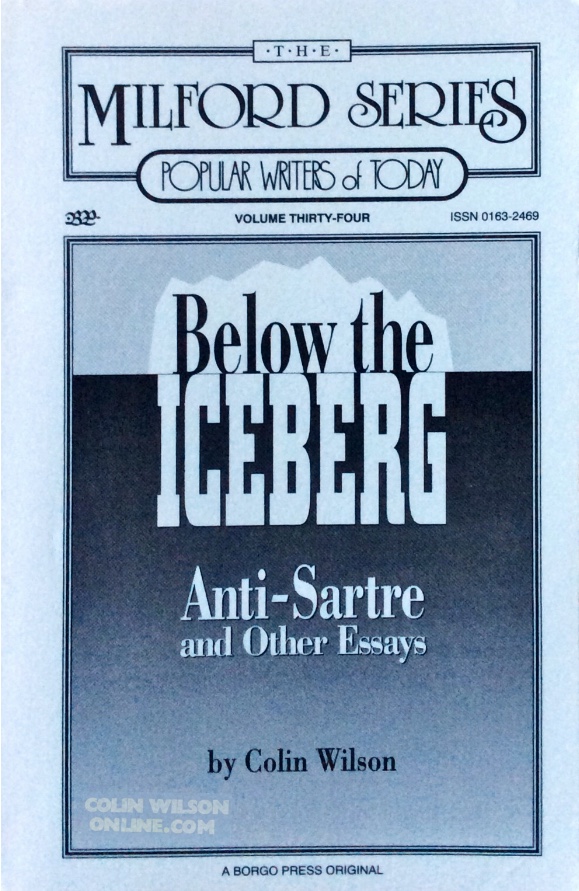 ·T·H·E·
MILFORD SERIES
POPULAR WRITERS of TODAY
BP
VOLUME THIRTY-FOUR
ISSN 0163-2469
Below the
ICEBERG
Anti-Sartre
and Other Essays
by Colin Wilson
COLIN WILSON
ONLINE.COM
A BORGO PRESS ORIGINAL